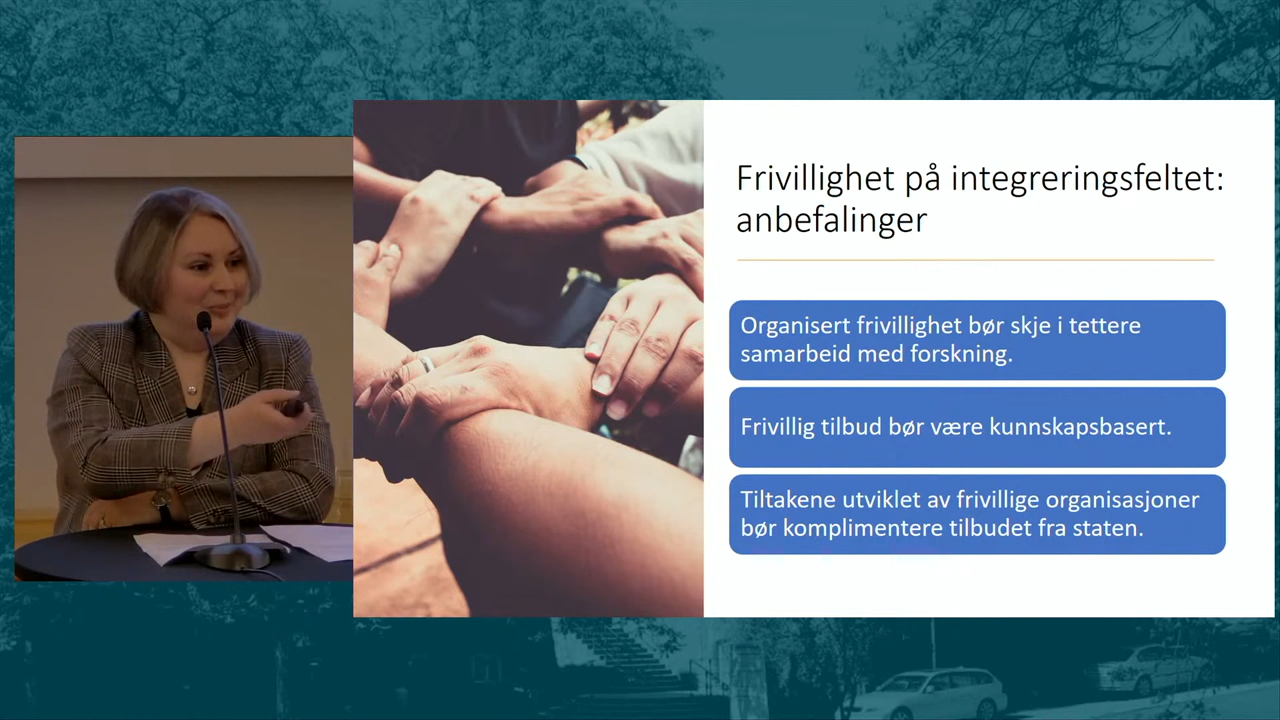 Frivillighet på integreringsfeltet:
anbefalinger
Organisert frivillighet bør skje i tettere
samarbeid med forskning.
Frivillig tilbud bør være kunnskapsbasert.
Tiltakene utviklet av frivillige organisasjoner
bør komplimentere tilbudet fra staten.